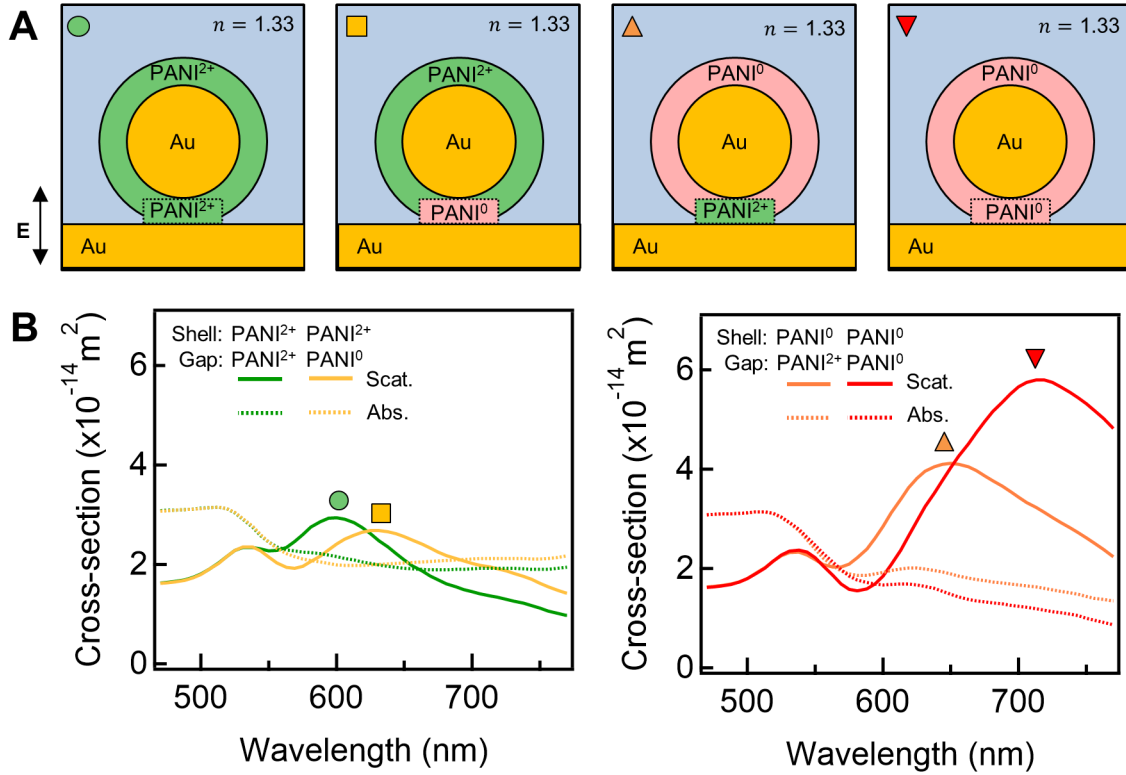 A
n = 1.33
PANI²⁺
Au
PANI²⁺
Au
n = 1.33
PANI²⁺
Au
PANI⁰
Au
n = 1.33
PANI⁰
Au
PANI²⁺
Au
n = 1.33
PANI⁰
Au
PANI⁰
Au
E
B
Shell: PANI²⁺ PANI²⁺
Gap: PANI²⁺ PANI⁰
Scat.
Abs.
Cross-section (x10⁻¹⁴ m²)
6
4
2
0
500 600 700
Wavelength (nm)
Shell: PANI⁰ PANI⁰
Gap: PANI²⁺ PANI⁰
Scat.
Abs.
Cross-section (x10⁻¹⁴ m²)
6
4
2
0
500 600 700
Wavelength (nm)